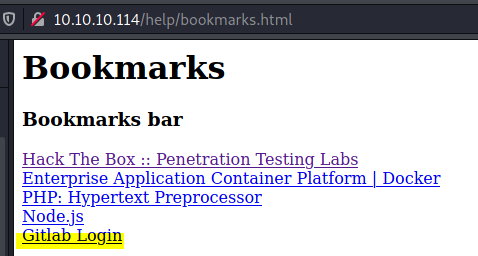 10.10.10.114/help/bookmarks.html
Bookmarks
Bookmarks bar
Hack The Box :: Penetration Testing Labs
Enterprise Application Container Platform | Docker
PHP: Hypertext Preprocessor
Node.js
Gitlab Login